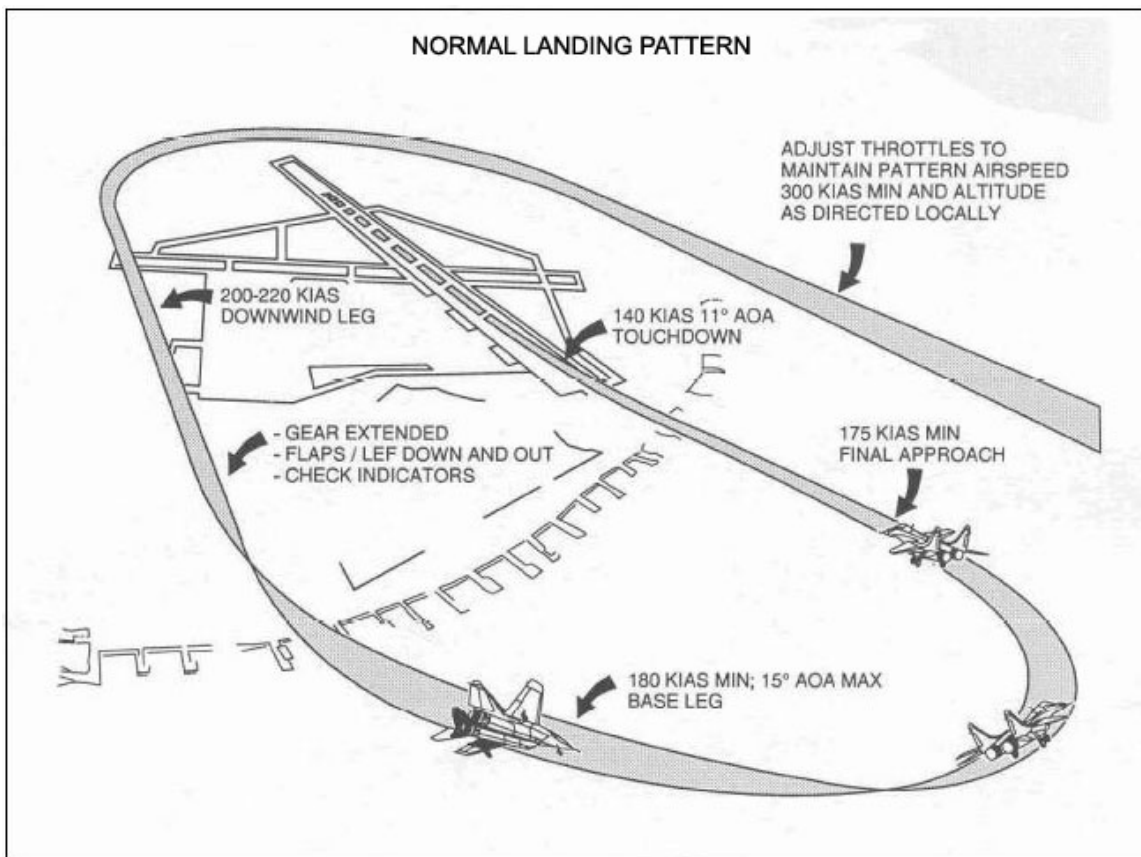 NORMAL LANDING PATTERN
ADJUST THROTTLES TO
MAINTAIN PATTERN AIRSPEED
300 KIAS MIN AND ALTITUDE
AS DIRECTED LOCALLY
200-220 KIAS
DOWNWIND LEG
140 KIAS 11° AOA
TOUCHDOWN
- GEAR EXTENDED
- FLAPS / LEF DOWN AND OUT
- CHECK INDICATORS
175 KIAS MIN
FINAL APPROACH
180 KIAS MIN; 15° AOA MAX
BASE LEG